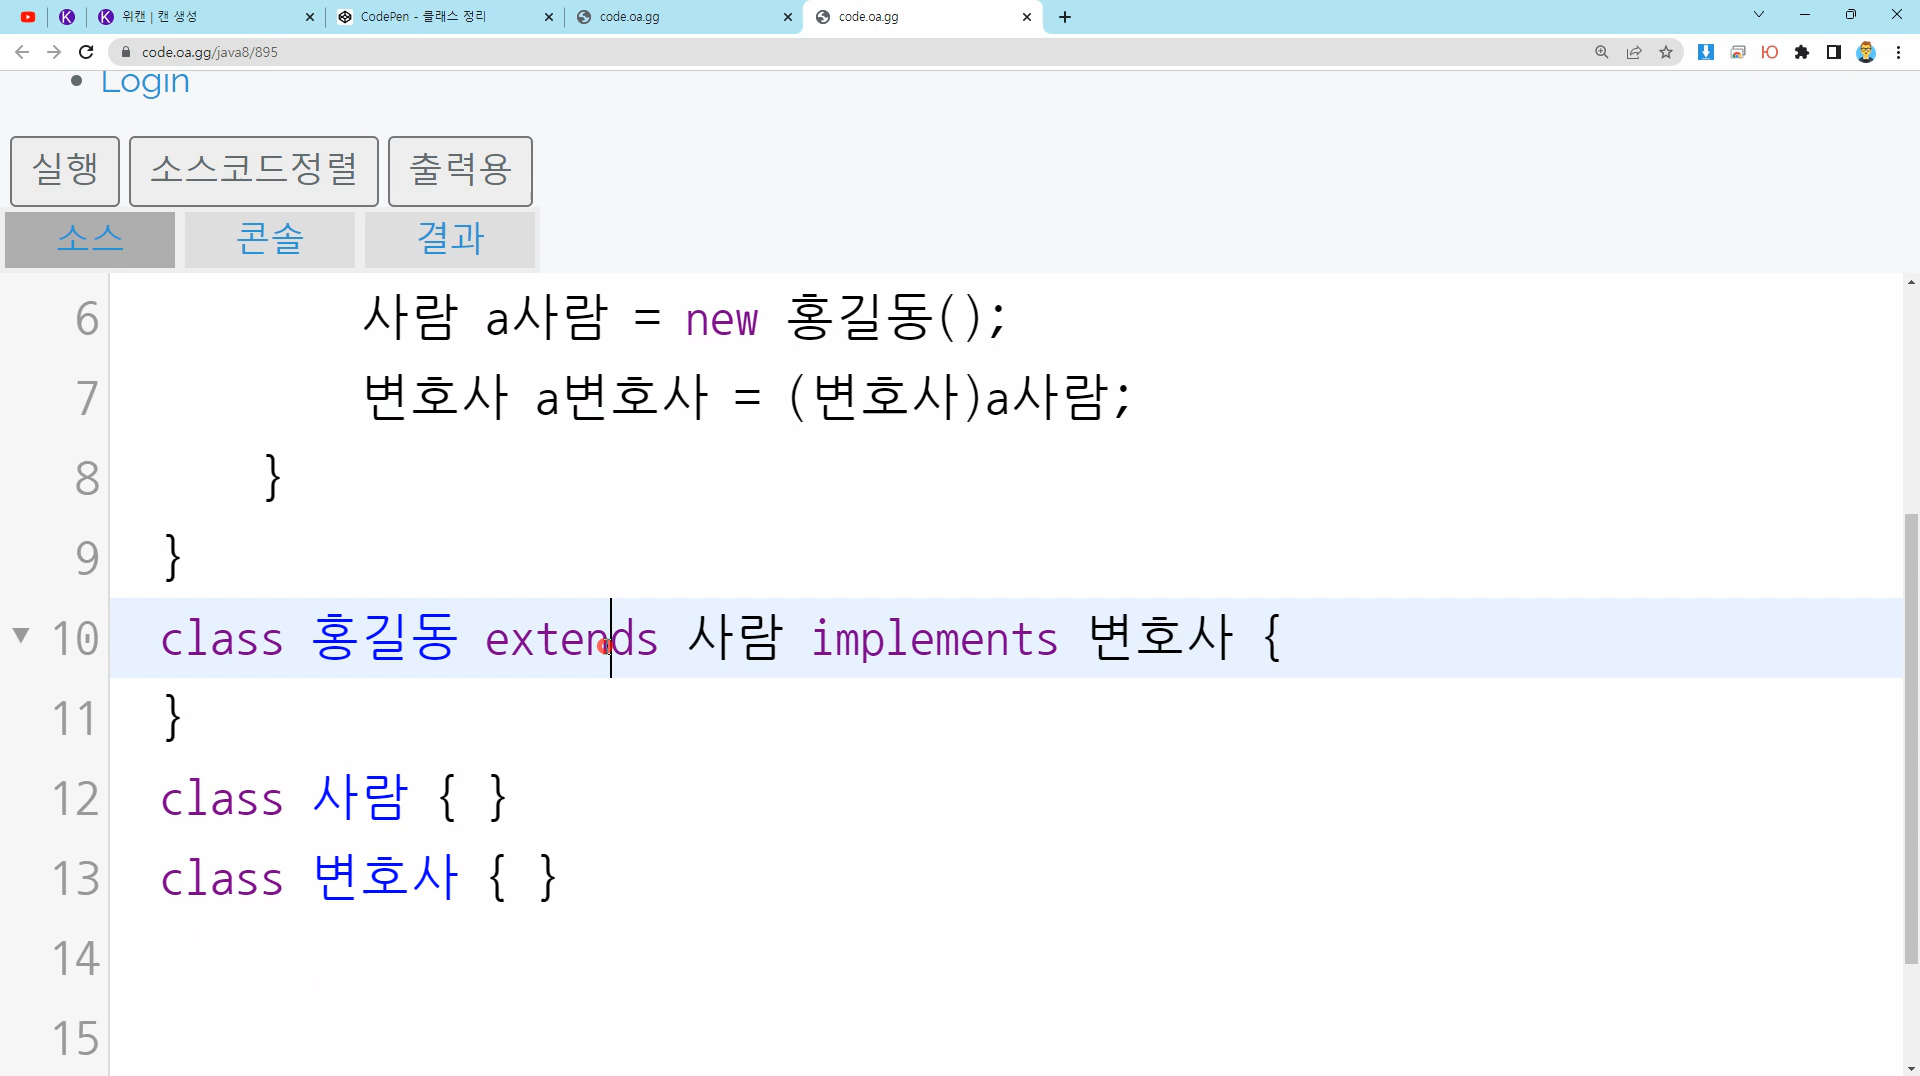 위캔 | 캔 생성
CodePen - 클래스 정리
code.oa.gg
code.oa.gg
code.oa.gg/java8/895
Login
실행
소스코드정렬
출력용
소스
콘솔
결과
6 사람 a사람 = new 홍길동();
7 변호사 a변호사 = (변호사)a사람;
8 }
9 }
10 class 홍길동 extends 사람 implements 변호사 {
11 }
12 class 사람 { }
13 class 변호사 { }
14
15